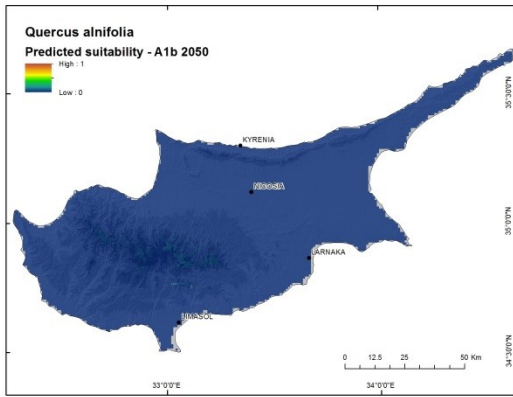 Quercus alnifolia
Predicted suitability - A1b 2050
High : 1
Low : 0
35°30'0"E
KYRENIA
NICOSIA
35°0'0"E
LARNAKA
LIMASOL
0 12.5 25 50 Km
34°30'0"E
33°0'0"E 34°0'0"E